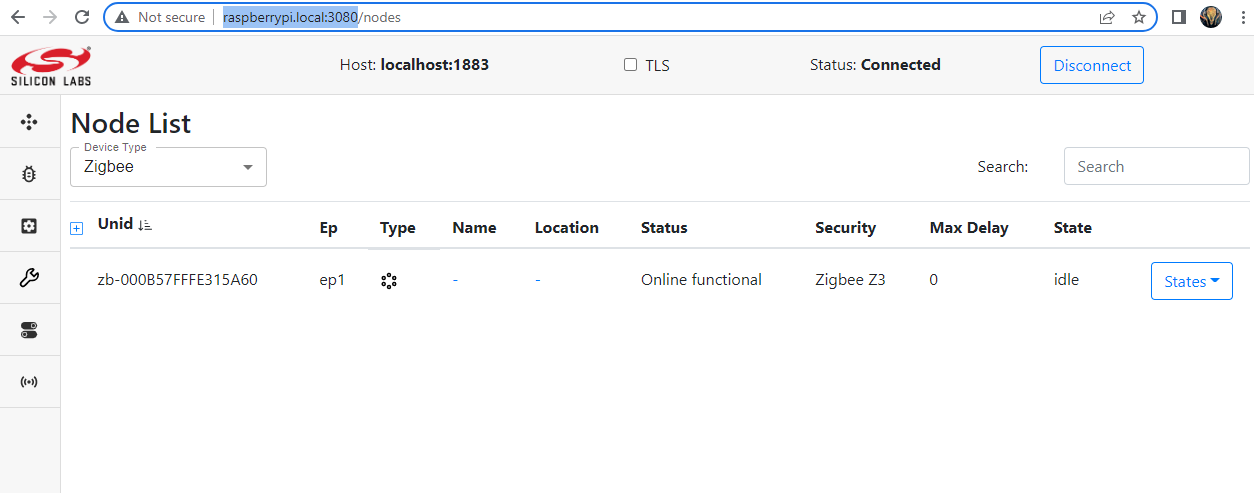 Not secure raspberrypi.local:3080/nodes
SILICON LABS
Host: localhost:1883 TLS Status: Connected Disconnect
Node List
Device Type
Zigbee Search: Search
Unid Ep Type Name Location Status Security Max Delay State
zb-000B57FFFE315A60 ep1 - - Online functional Zigbee Z3 0 idle States